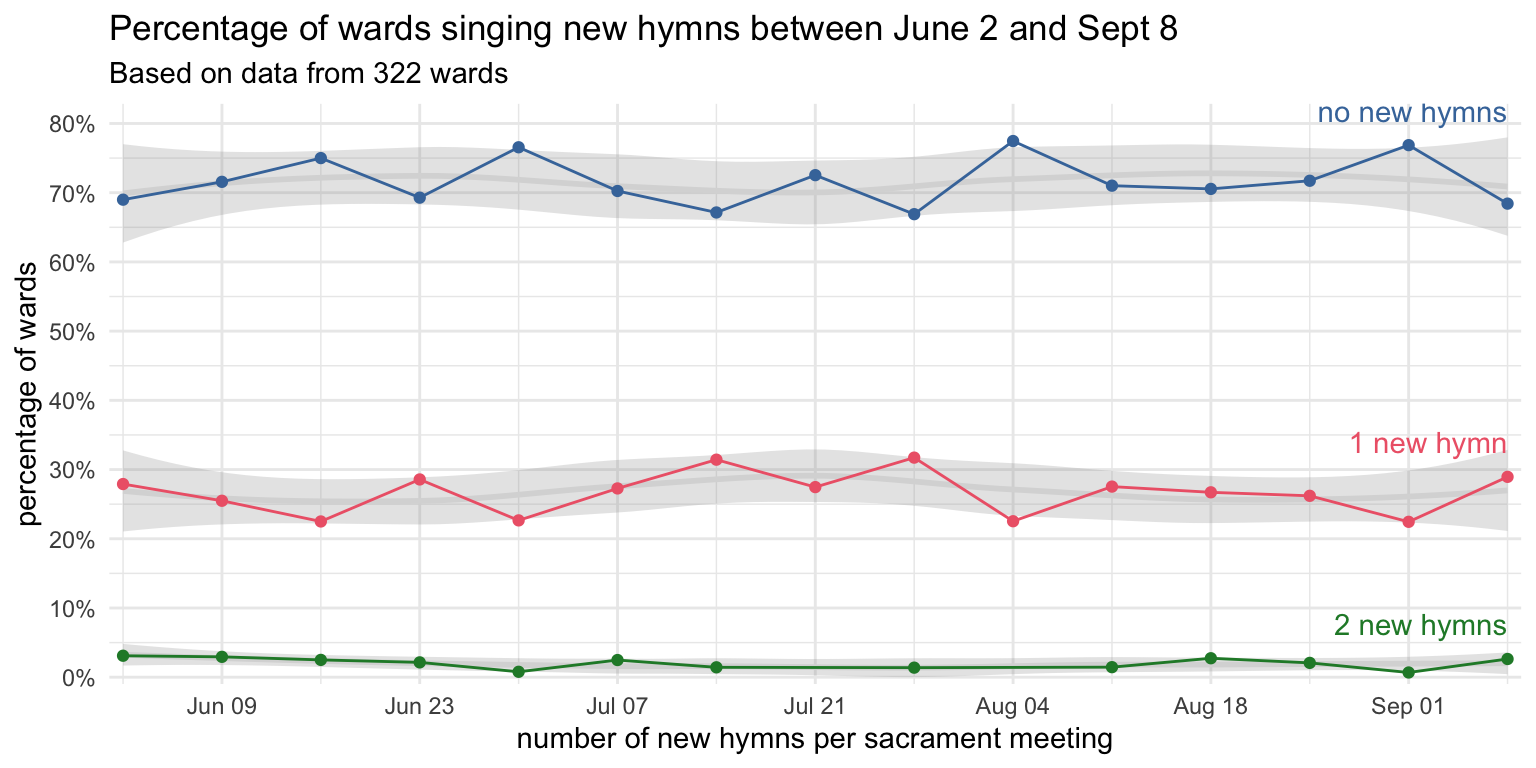 Percentage of wards singing new hymns between June 2 and Sept 8
Based on data from 322 wards
no new hymns
80%
70%
60%
50%
40%
1 new hymn
30%
20%
10%
2 new hymns
0%
percentage of wards
Jun 09 Jun 23 Jul 07 Jul 21 Aug 04 Aug 18 Sep 01
number of new hymns per sacrament meeting